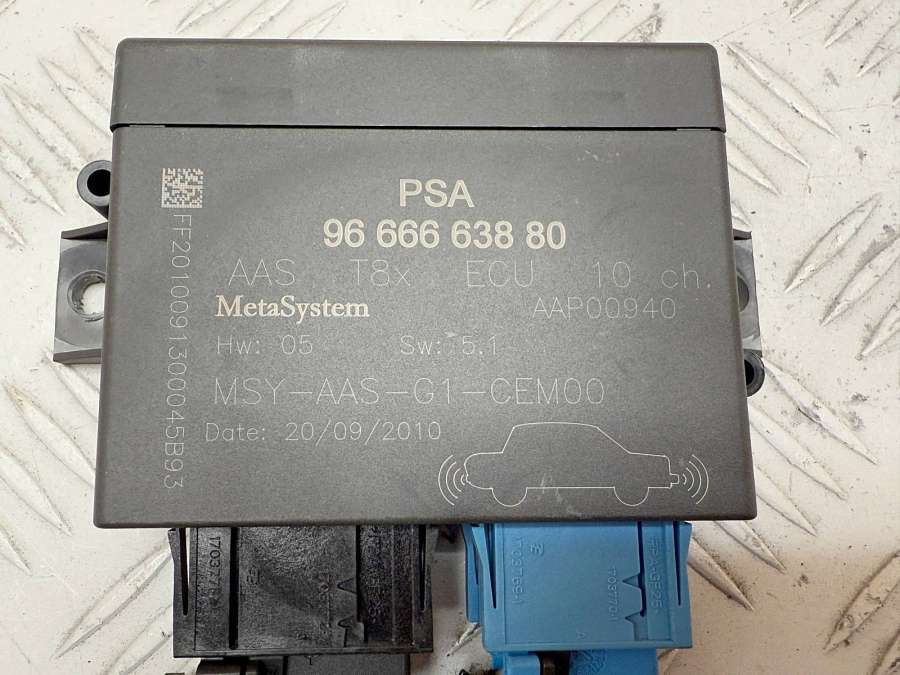 PSA
96 666 638 80
AAS T8x ECU 10 ch.
MetaSystem AAP00940
Hw: 05 Sw: 5.1
MSY-AAS-G1-CEM00
Date: 20/09/2010
FF2010091300045B93